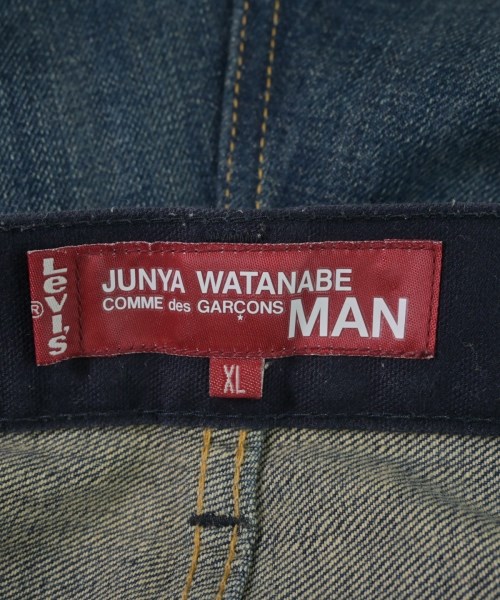 Levi's
®
JUNYA WATANABE
COMME des GARÇONS MAN
XL